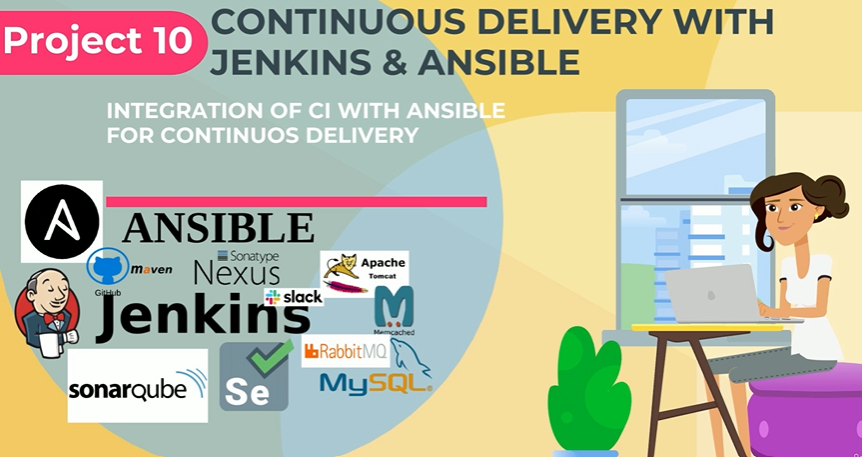 Project 10
CONTINUOUS DELIVERY WITH
JENKINS & ANSIBLE
INTEGRATION OF CI WITH ANSIBLE
FOR CONTINUOS DELIVERY
ANSIBLE
GitHub
maven
Sonatype
Nexus
Apache
Tomcat
Jenkins
slack
Memcached
sonarqube
Se
RabbitMQ
MySQL